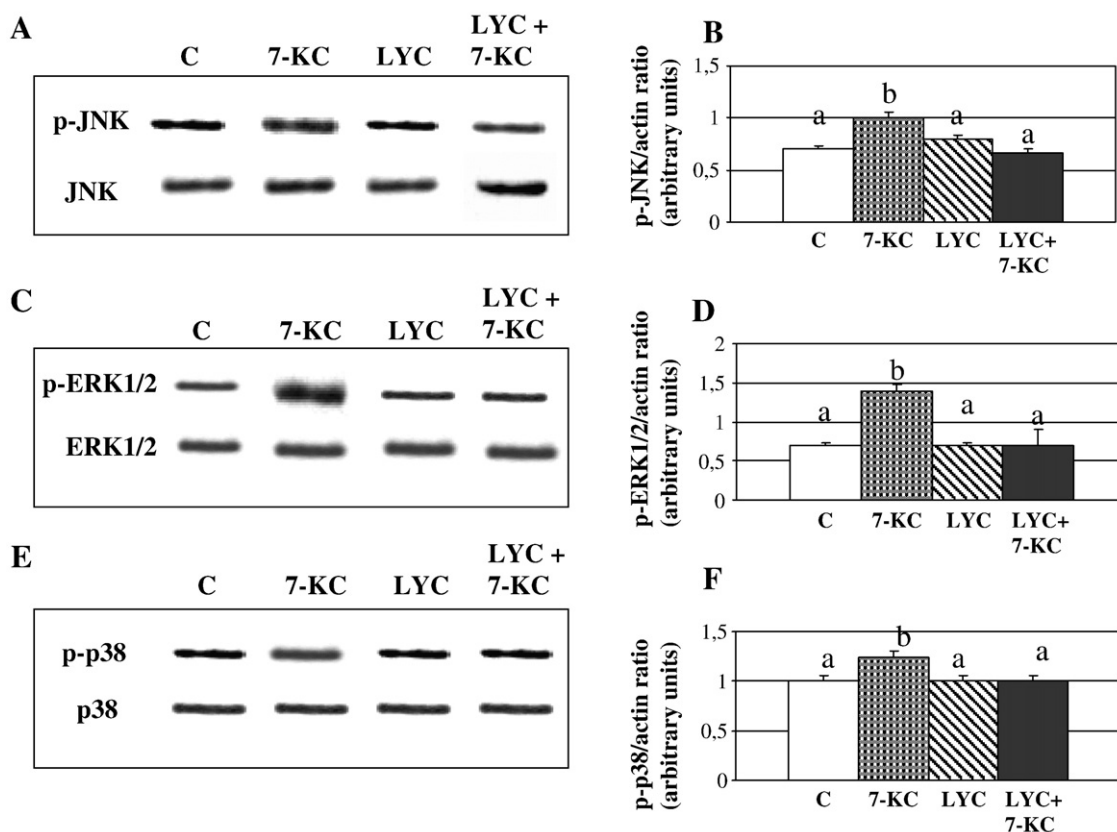 A
C 7-KC LYC LYC +
7-KC
p-JNK
JNK
B
p-JNK/actin ratio
(arbitrary units)
1,5
1
0,5
0
a b a a
C 7-KC LYC LYC+
7-KC
C
C 7-KC LYC LYC +
7-KC
p-ERK1/2
ERK1/2
D
p-ERK1/2/actin ratio
(arbitrary units)
2
1,5
1
0,5
0
a b a a
C 7-KC LYC LYC+
7-KC
E
C 7-KC LYC LYC +
7-KC
p-p38
p38
F
p-p38/actin ratio
(arbitrary units)
1,5
1
0,5
0
a b a a
C 7-KC LYC LYC+
7-KC